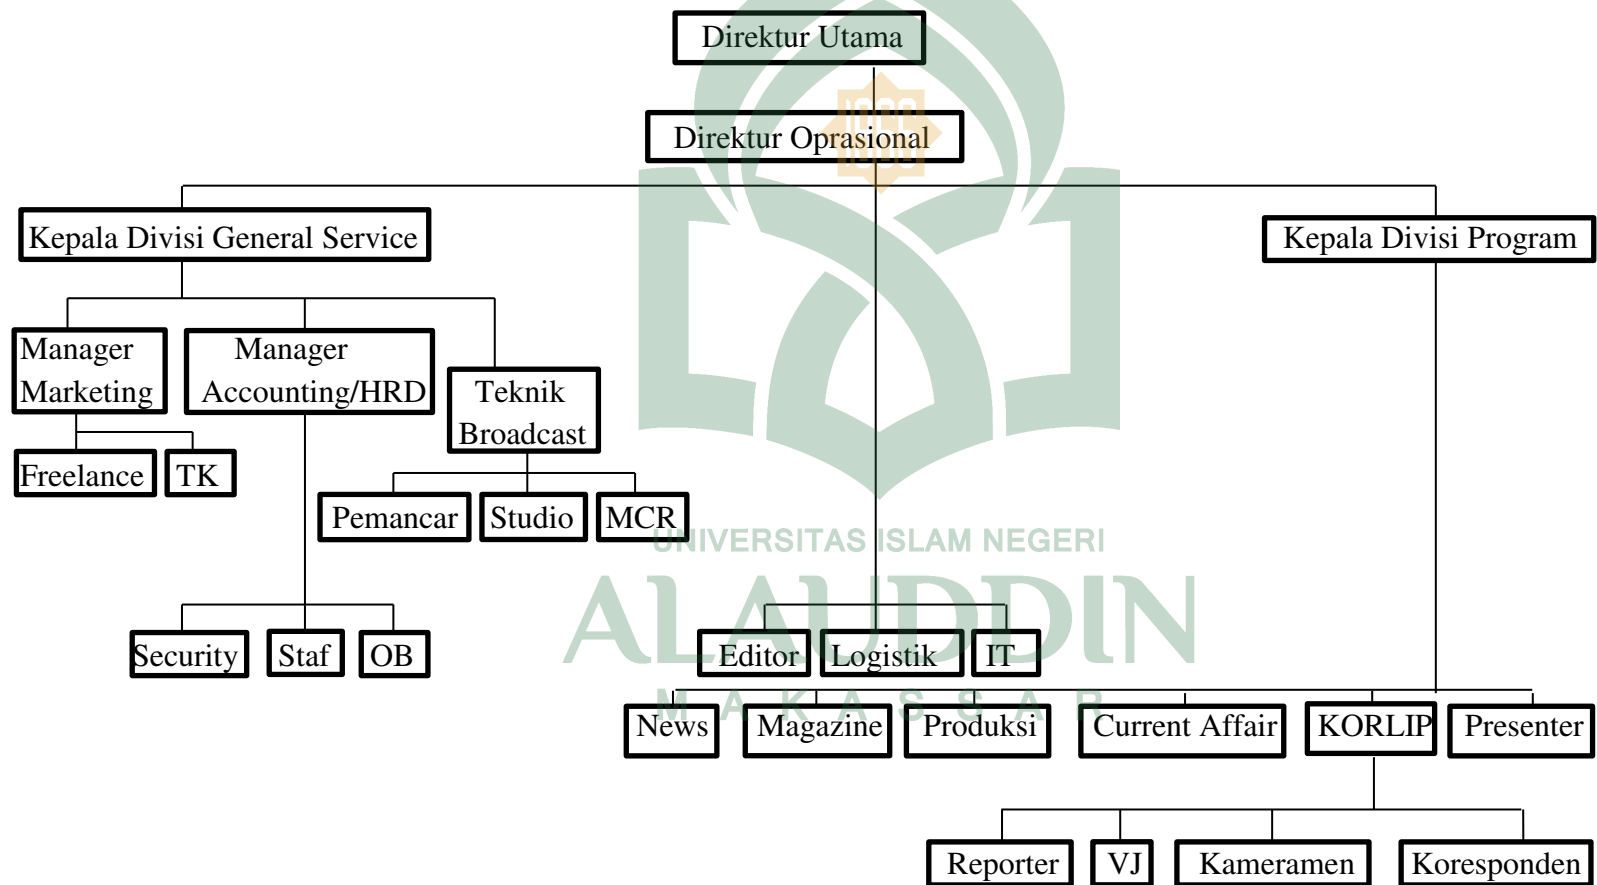 Direktur Utama
Direktur Oprasional
Kepala Divisi General Service
Kepala Divisi Program
Manager
Marketing
Manager
Accounting/HRD
Teknik
Broadcast
Freelance
TK
Pemancar
Studio
MCR
UNIVERSITAS ISLAM NEGERI
ALAUDDIN
MAKASSAR
Security
Staf
OB
Editor
Logistik
IT
News
Magazine
Produksi
Current Affair
KORLIP
Presenter
Reporter
VJ
Kameramen
Koresponden